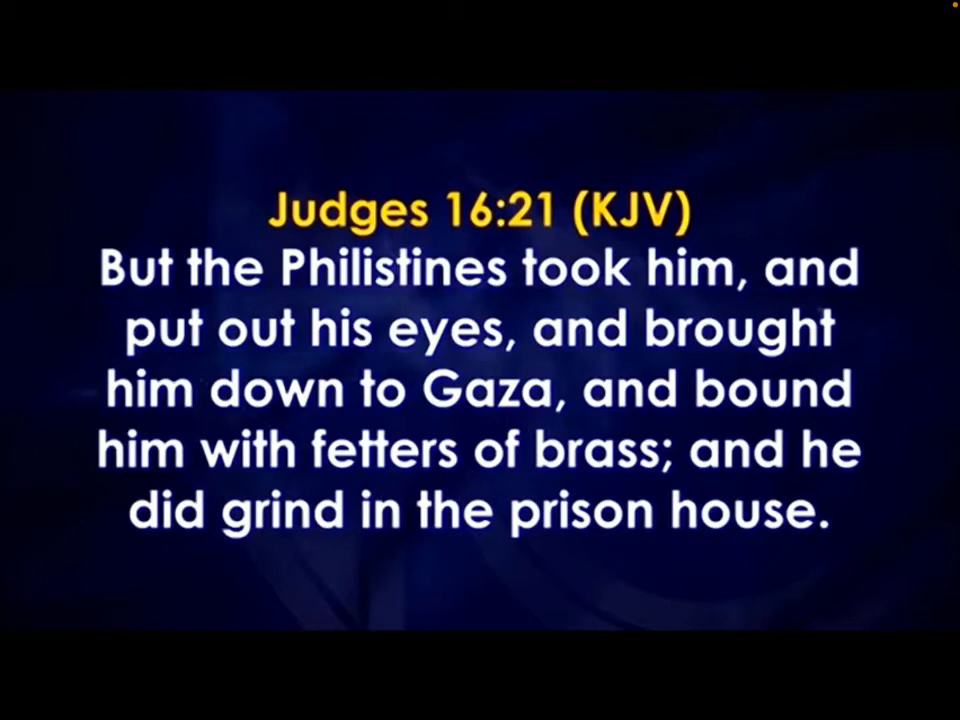 Judges 16:21 (KJV)
But the Philistines took him, and
put out his eyes, and brought
him down to Gaza, and bound
him with fetters of brass; and he
did grind in the prison house.